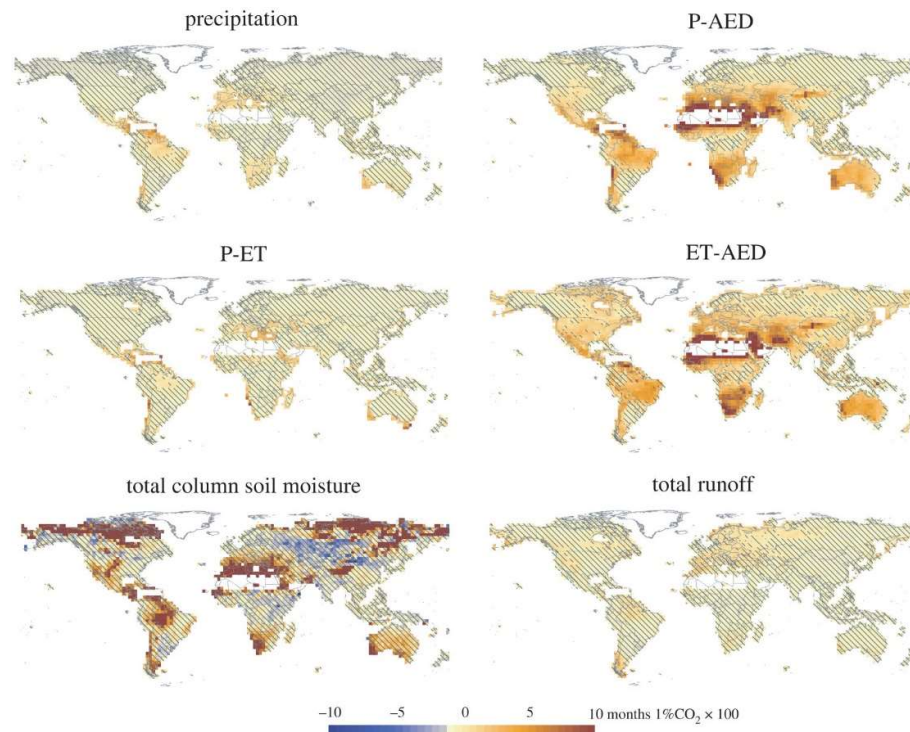 precipitation
P-AED
P-ET
ET-AED
total column soil moisture
total runoff
−10 −5 0 5 10 months 1%CO₂ × 100